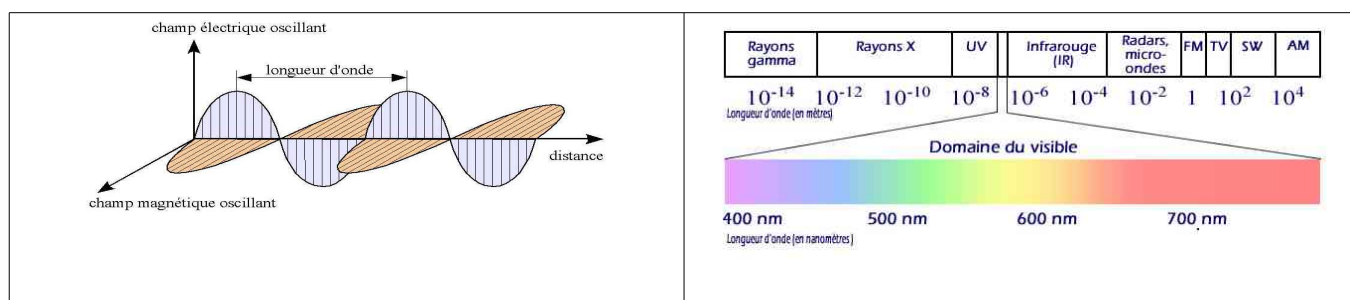 champ électrique oscillant
longueur d'onde
distance
champ magnétique oscillant
Rayons gamma
Rayons X
UV
Infrarouge (IR)
Radars, micro-ondes
FM
TV
SW
AM
10⁻¹⁴ 10⁻¹² 10⁻¹⁰ 10⁻⁸ 10⁻⁶ 10⁻⁴ 10⁻² 1 10² 10⁴
Longueur d'onde (en mètres)
Domaine du visible
400 nm 500 nm 600 nm 700 nm
Longueur d'onde (en nanomètres)